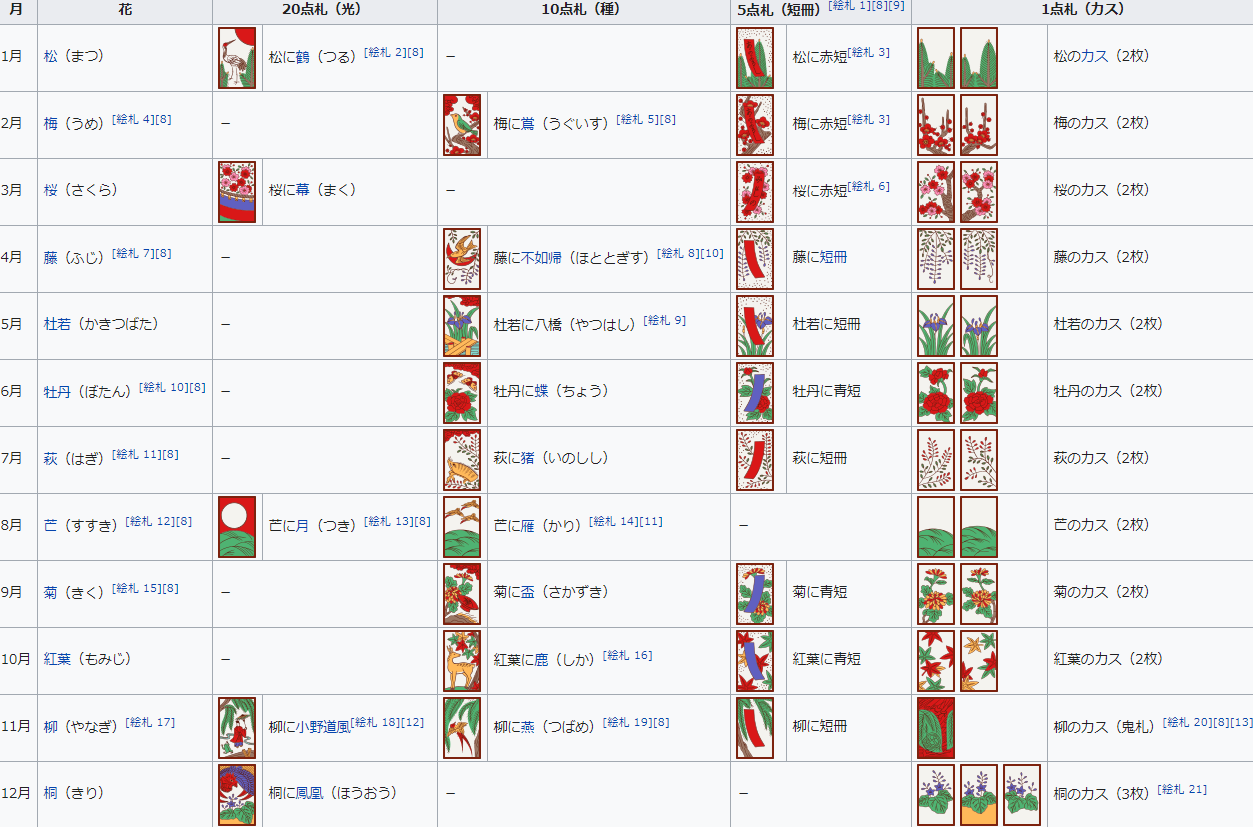 月 花 20点札（光） 10点札（種） 5点札（短冊）[絵札 1][8][9] 1点札（カス）
1月 松（まつ） 松に鶴（つる）[絵札 2][8] – 松に赤短[絵札 3] 松のカス（2枚）
2月 梅（うめ）[絵札 4][8] – 梅に鴬（うぐいす）[絵札 5][8] 梅に赤短[絵札 3] 梅のカス（2枚）
3月 桜（さくら） 桜に幕（まく） – 桜に赤短[絵札 6] 桜のカス（2枚）
4月 藤（ふじ）[絵札 7][8] – 藤に不如帰（ほととぎす）[絵札 8][10] 藤に短冊 藤のカス（2枚）
5月 杜若（かきつばた） – 杜若に八橋（やつはし）[絵札 9] 杜若に短冊 杜若のカス（2枚）
6月 牡丹（ぼたん）[絵札 10][8] – 牡丹に蝶（ちょう） 牡丹に青短 牡丹のカス（2枚）
7月 萩（はぎ）[絵札 11][8] – 萩に猪（いのしし） 萩に短冊 萩のカス（2枚）
8月 芒（すすき）[絵札 12][8] 芒に月（つき）[絵札 13][8] 芒に雁（かり）[絵札 14][11] – 芒のカス（2枚）
9月 菊（きく）[絵札 15][8] – 菊に盃（さかずき） 菊に青短 菊のカス（2枚）
10月 紅葉（もみじ） – 紅葉に鹿（しか）[絵札 16] 紅葉に青短 紅葉のカス（2枚）
11月 柳（やなぎ）[絵札 17] 柳に小野道風[絵札 18][12] 柳に燕（つばめ）[絵札 19][8] 柳に短冊 柳のカス（鬼札）[絵札 20][8][13]
12月 桐（きり） 桐に鳳凰（ほうおう） – – 桐のカス（3枚）[絵札 21]